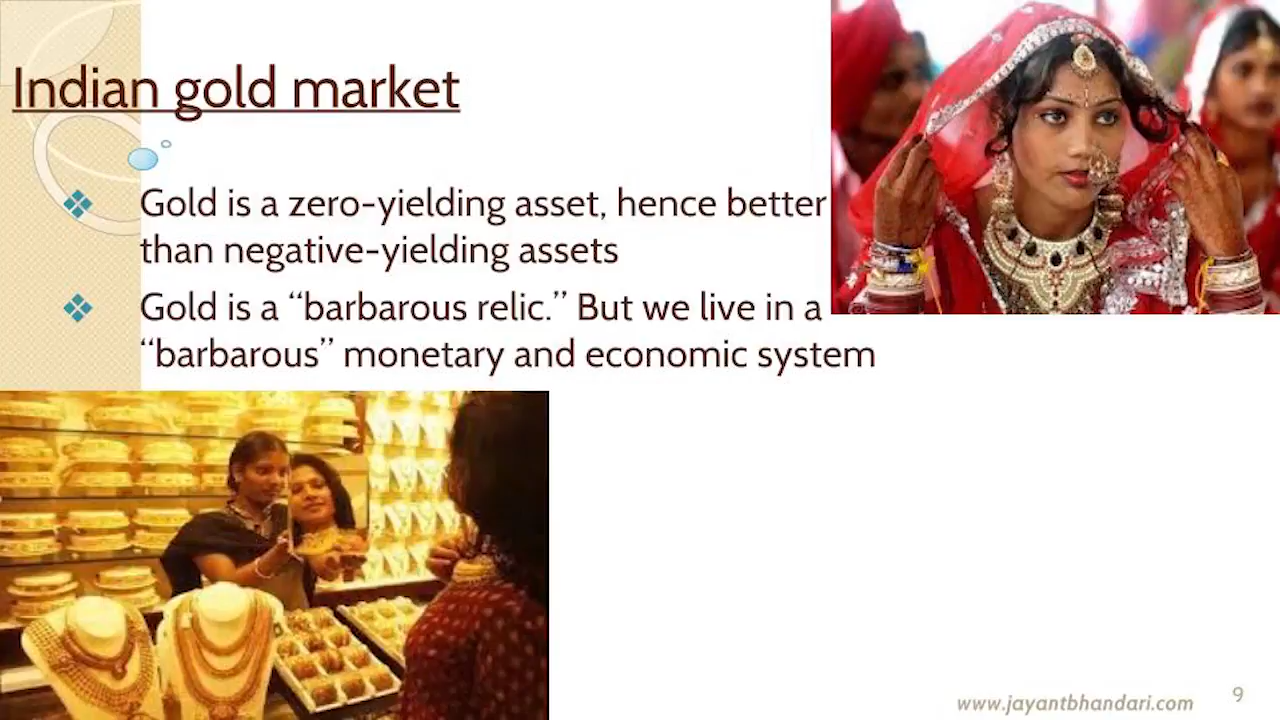 Indian gold market
Gold is a zero-yielding asset, hence better
than negative-yielding assets
Gold is a “barbarous relic.” But we live in a
“barbarous” monetary and economic system
www.jayantbhandari.com
9